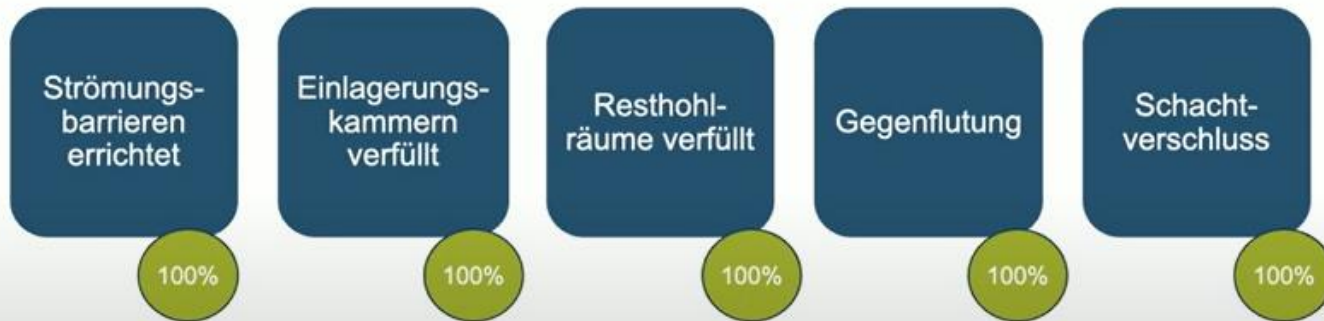 Strömungs-
barrieren
errichtet
100%
Einlagerungs-
kammern
verfüllt
100%
Resthohl-
räume verfüllt
100%
Gegenflutung
100%
Schacht-
verschluss
100%